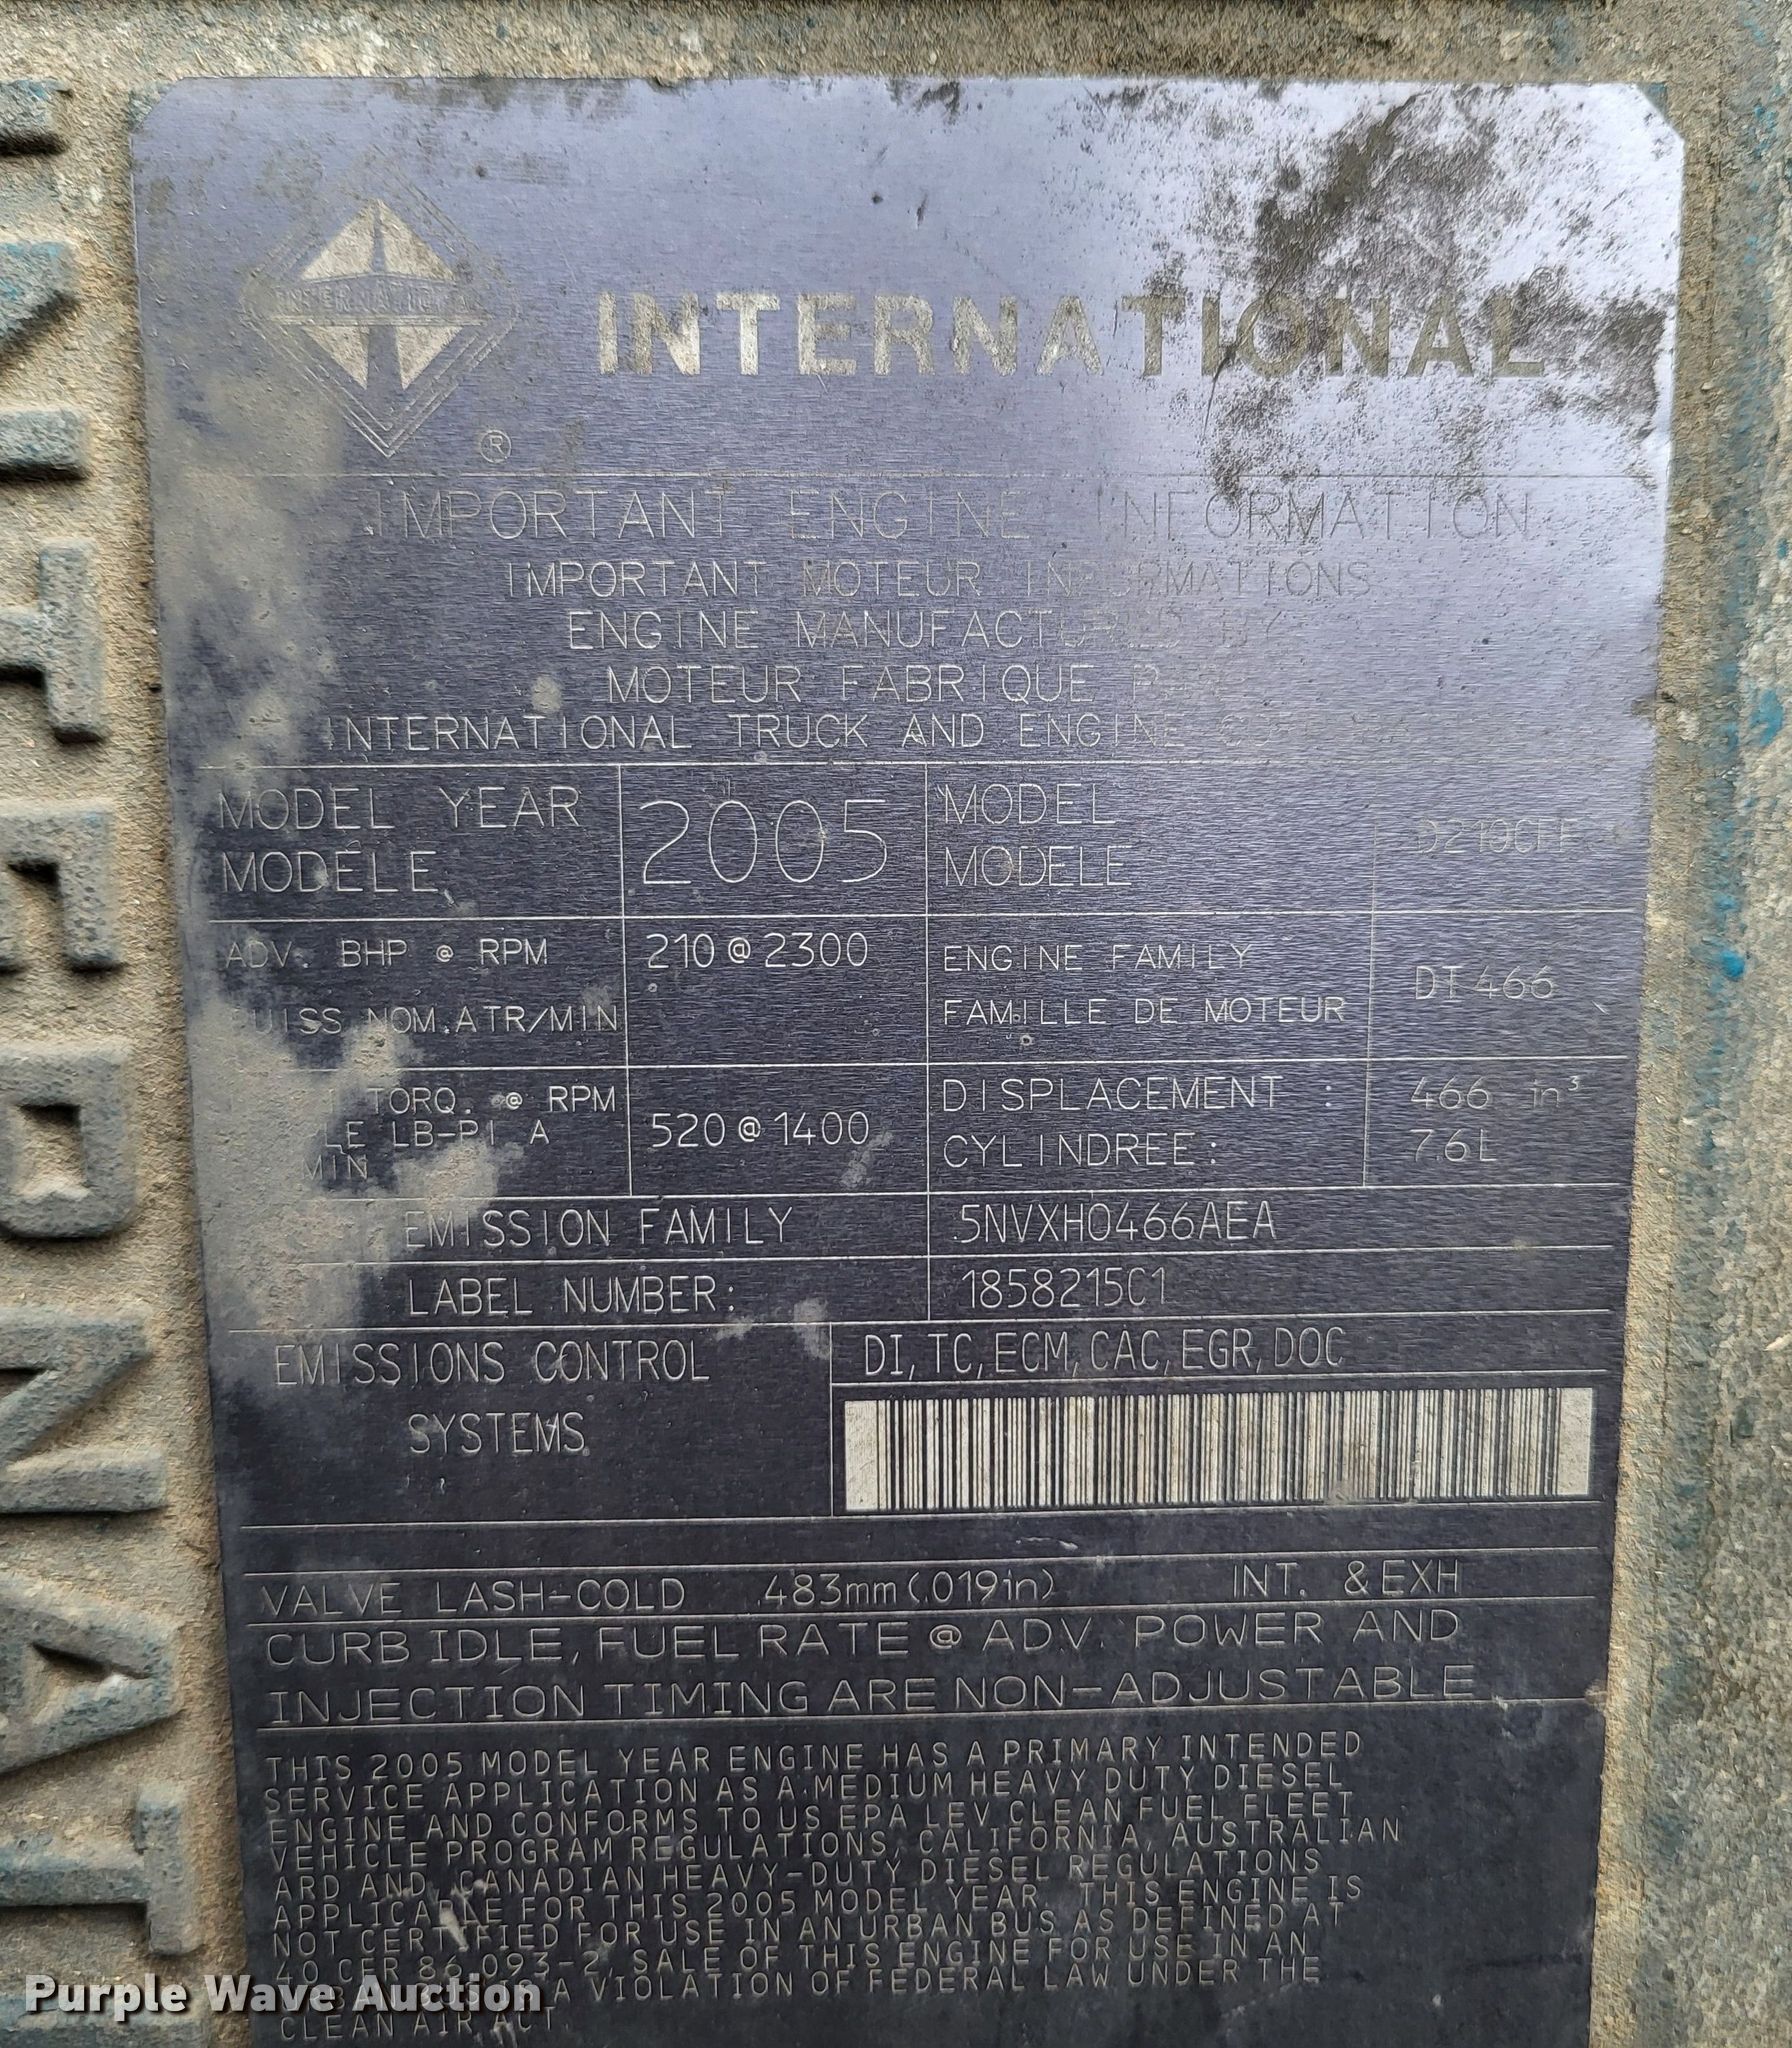 INTERNATIONAL
INTERNATIONAL
®
IMPORTANT ENGINE INFORMATION
IMPORTANT MOTEUR INFORMATIONS
ENGINE MANUFACTURED BY
MOTEUR FABRIQUE PAR
INTERNATIONAL TRUCK AND ENGINE
MODEL YEAR
MODÉLE
2005
MODEL
MODELE
ADV. BHP @ RPM
NOM.A TR/MIN
210 @ 2300
ENGINE FAMILY
FAMILLE DE MOTEUR
DT 466
TORQ. @ RPM
LE LB-PI A
MIN
520 @ 1400
DISPLACEMENT :
CYLINDREE:
466 in³
7.6L
EMISSION FAMILY
5NVXH0466AEA
LABEL NUMBER:
1858215C1
EMISSIONS CONTROL
SYSTEMS
DI, TC, ECM, CAC, EGR, DOC
VALVE LASH-COLD .483mm (.019in) INT. & EXH
CURB IDLE, FUEL RATE @ ADV. POWER AND
INJECTION TIMING ARE NON-ADJUSTABLE
THIS 2005 MODEL YEAR ENGINE HAS A PRIMARY INTENDED
SERVICE APPLICATION AS A MEDIUM HEAVY DUTY DIESEL
ENGINE AND CONFORMS TO US EPA LEV CLEAN FUEL FLEET
VEHICLE PROGRAM REGULATIONS, CALIFORNIA, AUSTRALIAN
ARD AND, CANADIAN HEAVY-DUTY DIESEL REGULATIONS
APPLICABLE FOR THIS 2005 MODEL YEAR. THIS ENGINE IS
NOT CERTIFIED FOR USE IN AN URBAN BUS AS DEFINED AT
40 CFR 86.093-2. SALE OF THIS ENGINE FOR USE IN AN
A VIOLATION OF FEDERAL LAW UNDER THE
CLEAN AIR ACT.
Purple Wave Auction